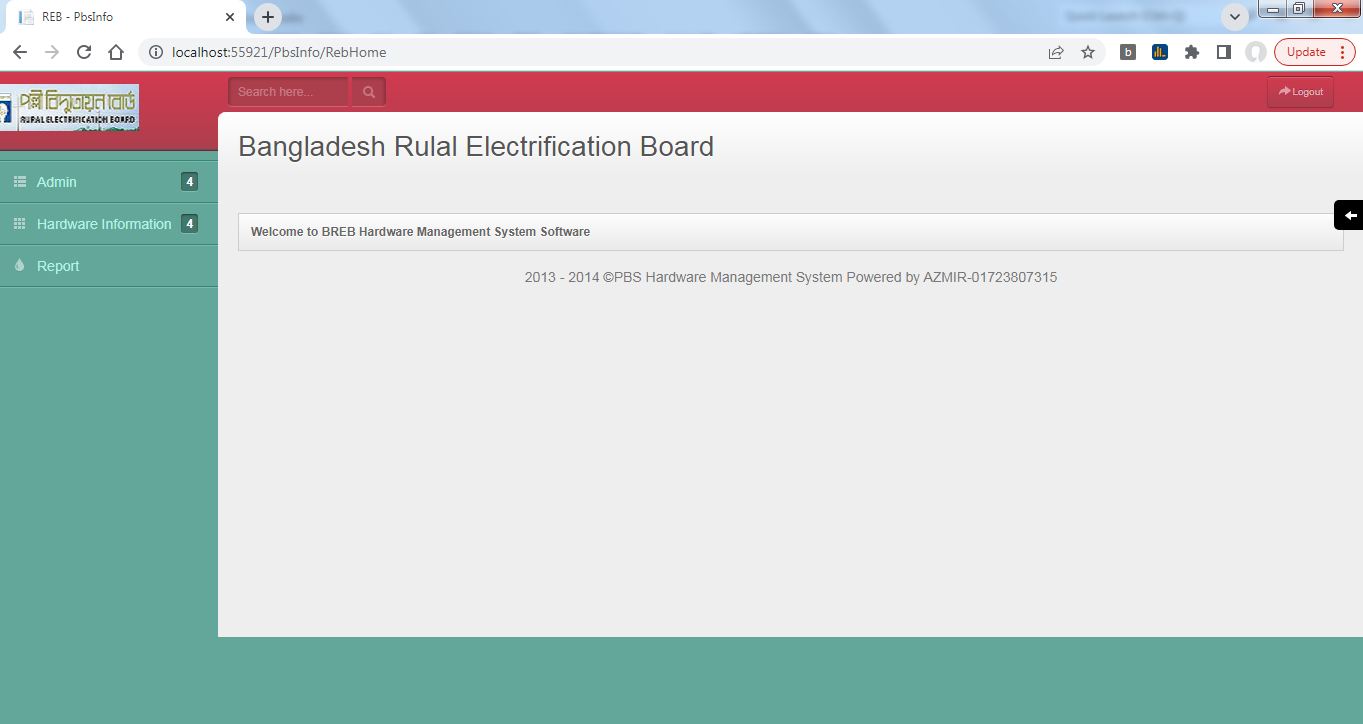 REB - PbsInfo
localhost:55921/PbsInfo/RebHome
Update
পল্লী বিদ্যুতায়ন বোর্ড
RURAL ELECTRIFICATION BOARD
Search here...
Logout
Bangladesh Rulal Electrification Board
Admin 4
Hardware Information 4
Report
Welcome to BREB Hardware Management System Software
2013 - 2014 ©PBS Hardware Management System Powered by AZMIR-01723807315